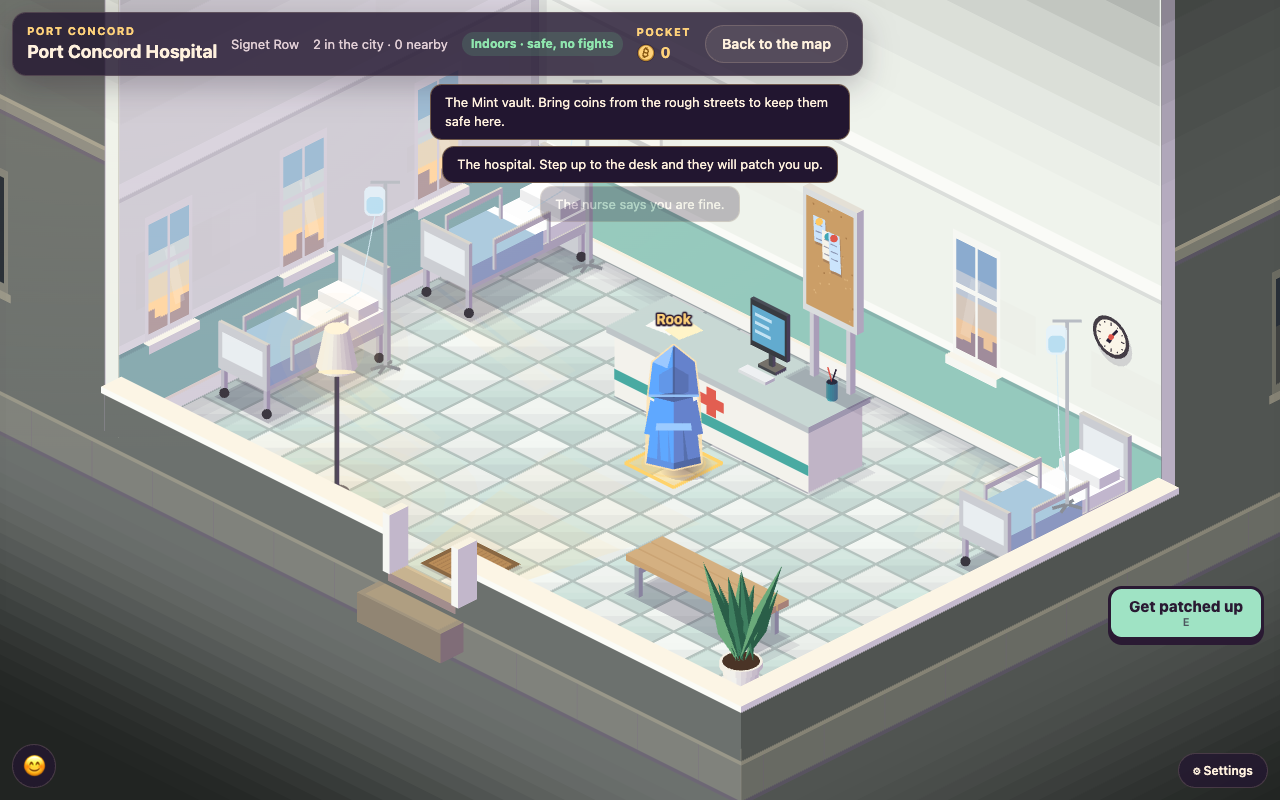 PORT CONCORD
Port Concord Hospital
Signet Row
2 in the city · 0 nearby
Indoors · safe, no fights
POCKET
0
Back to the map
The Mint vault. Bring coins from the rough streets to keep them
safe here.
The hospital. Step up to the desk and they will patch you up.
The nurse says you are fine.
Rook
Get patched up
E
Settings